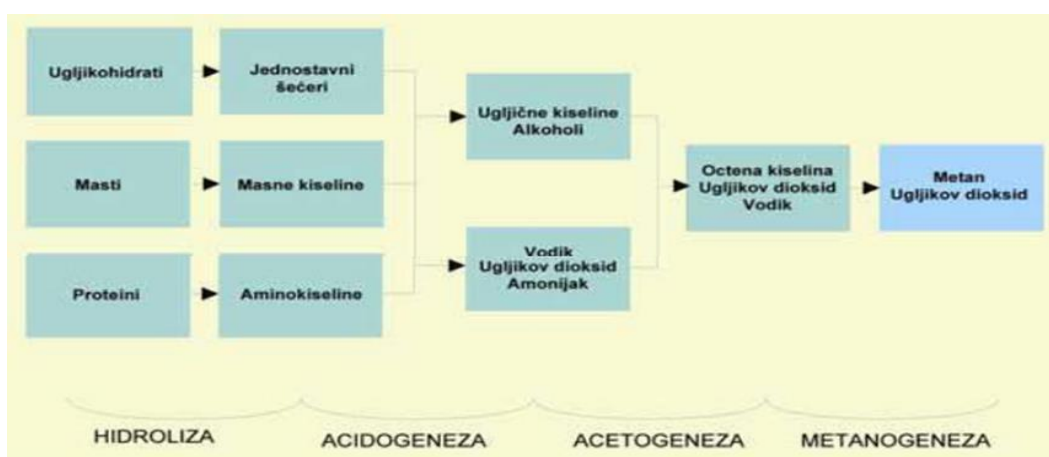 Ugljikohidrati
Jednostavni
šećeri
Masti
Masne kiseline
Proteini
Aminokiseline
Ugljične kiseline
Alkoholi
Vodik
Ugljikov dioksid
Amonijak
Octena kiselina
Ugljikov dioksid
Vodik
Metan
Ugljikov dioksid
HIDROLIZA
ACIDOGENEZA
ACETOGENEZA
METANOGENEZA